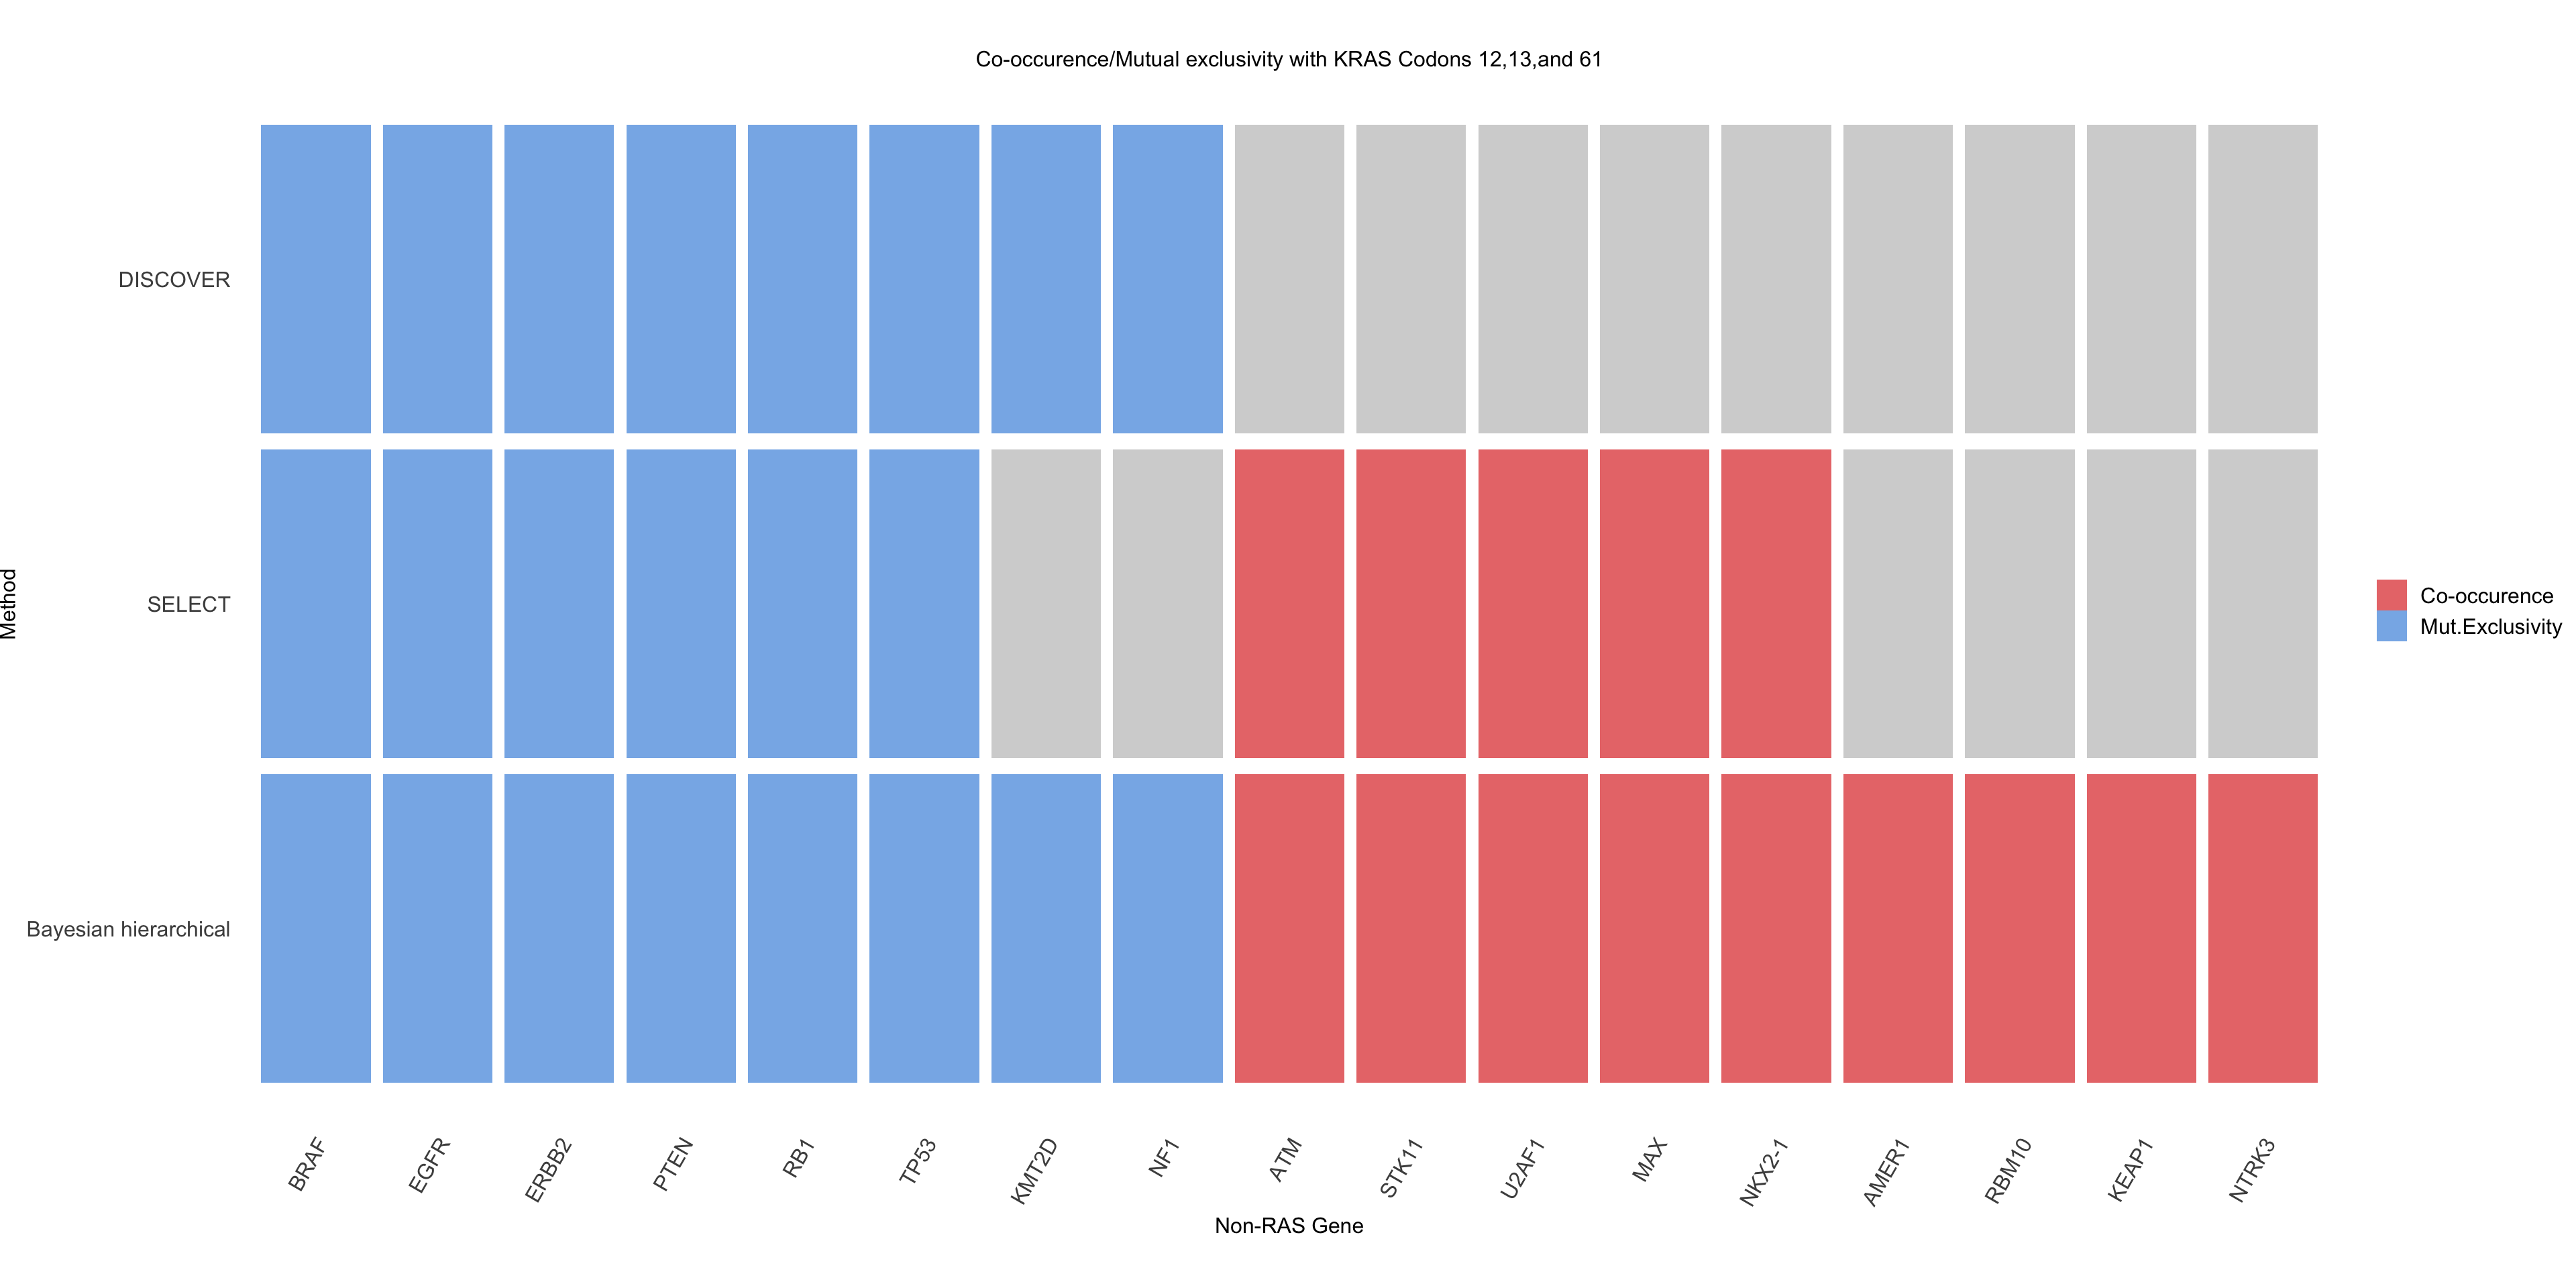 Co-occurence/Mutual exclusivity with KRAS Codons 12,13,and 61
DISCOVER
SELECT
Bayesian hierarchical
Method
Co-occurence
Mut.Exclusivity
BRAF
EGFR
ERBB2
PTEN
RB1
TP53
KMT2D
NF1
ATM
STK11
U2AF1
MAX
NKX2-1
AMER1
RBM10
KEAP1
NTRK3
Non-RAS Gene